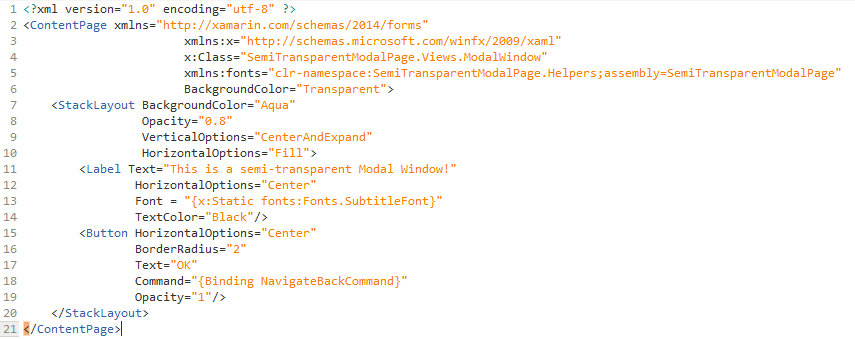 1 <?xml version="1.0" encoding="utf-8" ?>
2 <ContentPage xmlns="http://xamarin.com/schemas/2014/forms"
3                        xmlns:x="http://schemas.microsoft.com/winfx/2009/xaml"
4                        x:Class="SemiTransparentModalPage.Views.ModalWindow"
5                        xmlns:fonts="clr-namespace:SemiTransparentModalPage.Helpers;assembly=SemiTransparentModalPage"
6                        BackgroundColor="Transparent">
7     <StackLayout BackgroundColor="Aqua"
8                  Opacity="0.8"
9                  VerticalOptions="CenterAndExpand"
10                  HorizontalOptions="Fill">
11         <Label Text="This is a semi-transparent Modal Window!"
12                 HorizontalOptions="Center"
13                 Font = "{x:Static fonts:Fonts.SubtitleFont}"
14                 TextColor="Black"/>
15         <Button HorizontalOptions="Center"
16                 BorderRadius="2"
17                 Text="OK"
18                 Command="{Binding NavigateBackCommand}"
19                 Opacity="1"/>
20     </StackLayout>
21 </ContentPage>